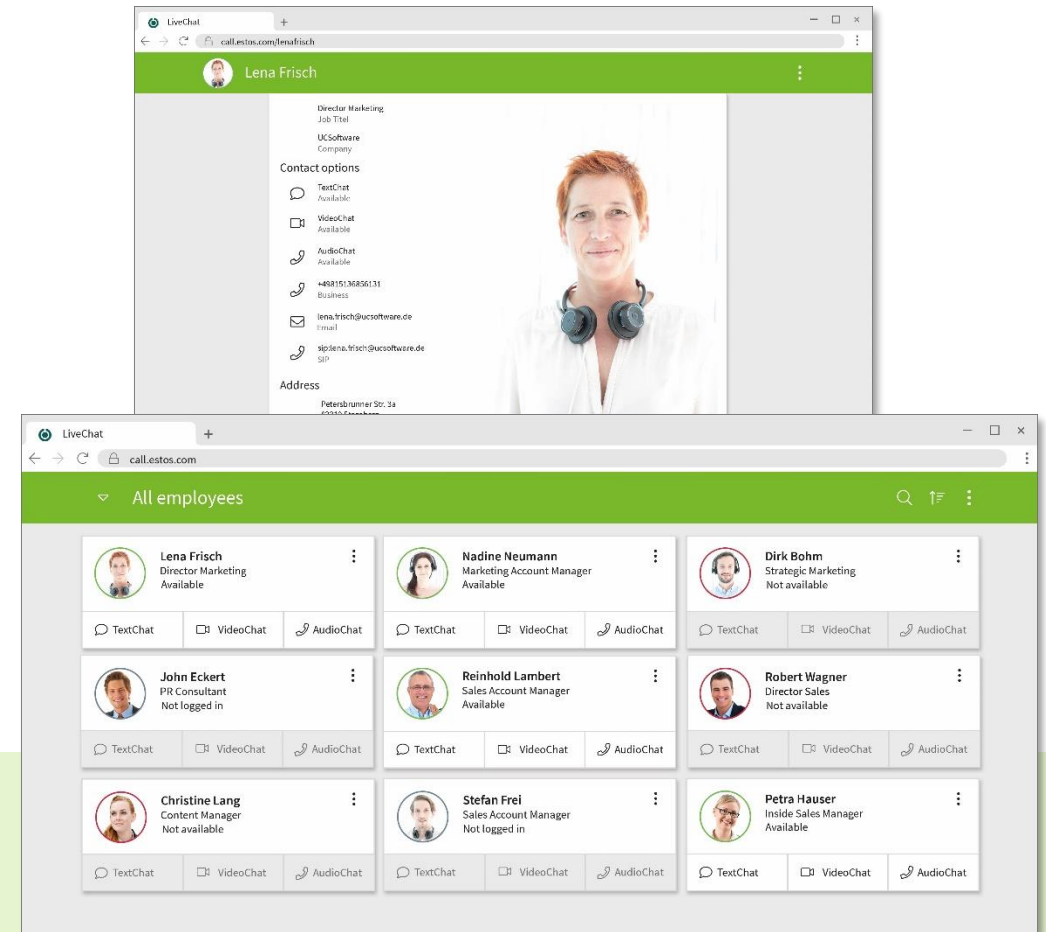 LiveChat
call.estos.com/lenafrisch
Lena Frisch
Director Marketing
Job Titel
UCSoftware
Company
Contact options
TextChat
Available
VideoChat
Available
AudioChat
Available
+49815136856131
Business
lena.frisch@ucsoftware.de
Email
sip:lena.frisch@ucsoftware.de
SIP
Address
Petersbrunner Str. 3a
LiveChat
call.estos.com
All employees
Lena Frisch
Director Marketing
Available
TextChat VideoChat AudioChat
Nadine Neumann
Marketing Account Manager
Available
TextChat VideoChat AudioChat
Dirk Bohm
Strategic Marketing
Not available
TextChat VideoChat AudioChat
John Eckert
PR Consultant
Not logged in
TextChat VideoChat AudioChat
Reinhold Lambert
Sales Account Manager
Available
TextChat VideoChat AudioChat
Robert Wagner
Director Sales
Not available
TextChat VideoChat AudioChat
Christine Lang
Content Manager
Not available
TextChat VideoChat AudioChat
Stefan Frei
Sales Account Manager
Not logged in
TextChat VideoChat AudioChat
Petra Hauser
Inside Sales Manager
Available
TextChat VideoChat AudioChat